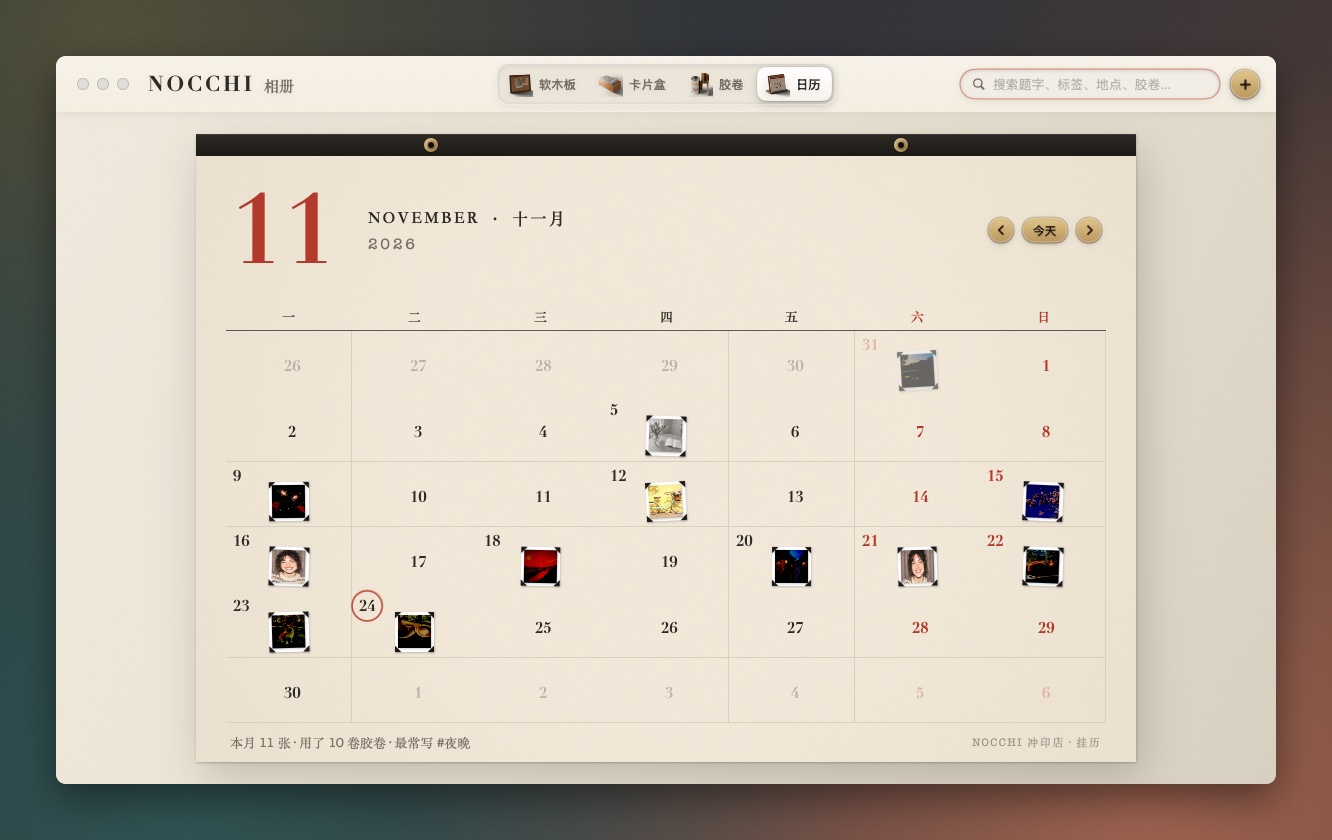 NOCCHI 相册
软木板 卡片盒 胶卷 日历
搜索题字、标签、地点、胶卷...
11
NOVEMBER · 十一月
2026
今天
一 二 三 四 五 六 日
26 27 28 29 30 31 1
2 3 4 5 6 7 8
9 10 11 12 13 14 15
16 17 18 19 20 21 22
23 24 25 26 27 28 29
30 1 2 3 4 5 6
本月 11 张 · 用了 10 卷胶卷 · 最常写 #夜晚
NOCCHI 冲印店 · 挂历